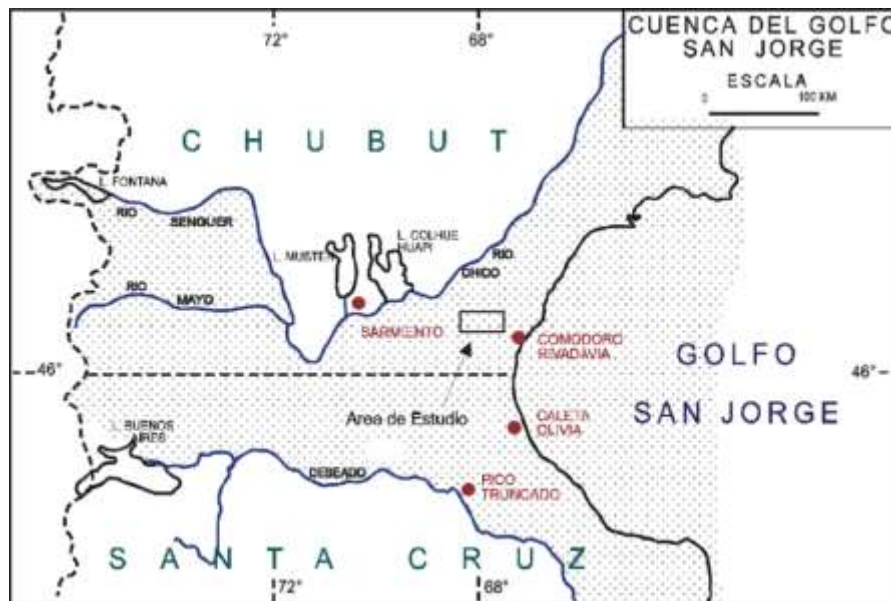 CUENCA DEL GOLFO
SAN JORGE
ESCALA
0 100 KM
72°
68°
C H U B U T
L. FONTANA
RIO
SENGUER
L. MUSTER
L. COLHUE
HUAPI
RIO
CHICO
RIO
MAYO
SARMIENTO
COMODORO
RIVADAVIA
46°
46°
GOLFO
SAN JORGE
Area de Estudio
CALETA
OLIVIA
L. BUENOS
AIRES
DESEADO
PICO
TRUNCADO
S A N T A C R U Z
72°
68°